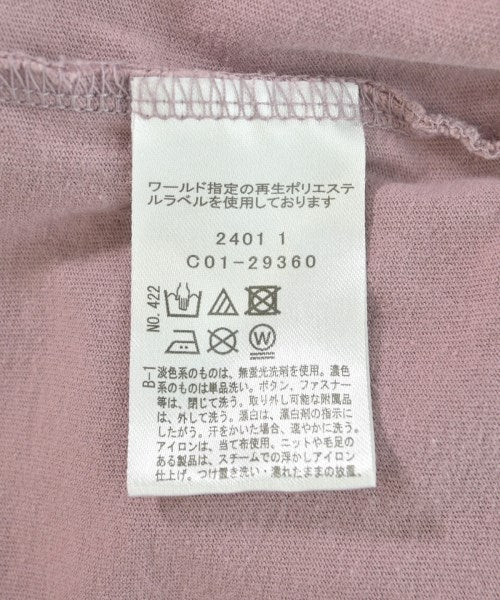 ワールド指定の再生ポリエステ
ルラベルを使用しております
2401 1
C01-29360
NO. 422
W
B-1
淡色系のものは、無蛍光洗剤を使用。濃色
系のものは単品洗い。ボタン、ファスナー
等は、閉じて洗う。取り外し可能な附属品
は、外して洗う。漂白は、漂白剤の指示に
したがう。汗をかいた場合、速やかに洗う。
アイロンは、当て布使用。ニットや毛足の
ある製品は、スチームでの浮かしアイロン
仕上げ。つけ置き洗い・濡れたままの放置、